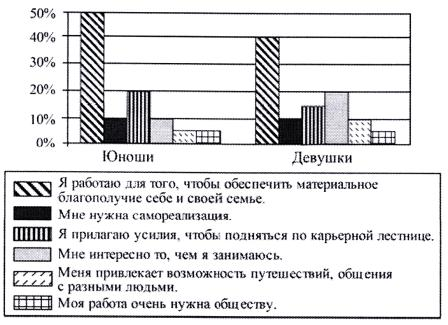 50%
40%
30%
20%
10%
0%
Юноши
Девушки
Я работаю для того, чтобы обеспечить материальное
благополучие себе и своей семье.
Мне нужна самореализация.
Я прилагаю усилия, чтобы подняться по карьерной лестнице.
Мне интересно то, чем я занимаюсь.
Меня привлекает возможность путешествий, общения
с разными людьми.
Моя работа очень нужна обществу.